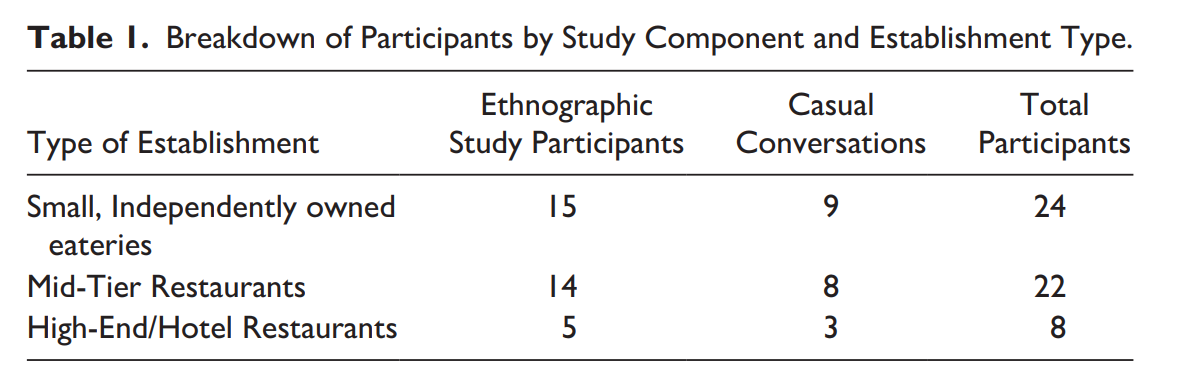 Table 1. Breakdown of Participants by Study Component and Establishment Type.
Type of Establishment Ethnographic Study Participants Casual Conversations Total Participants
Small, Independently owned eateries 15 9 24
Mid-Tier Restaurants 14 8 22
High-End/Hotel Restaurants 5 3 8